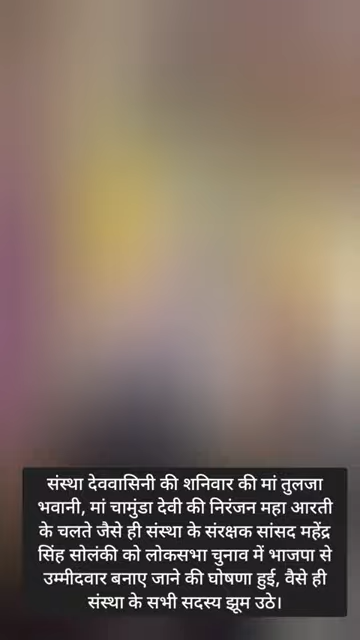 संस्था देववासिनी की शनिवार की मां तुलजा
भवानी, मां चामुंडा देवी की निरंजन महा आरती
के चलते जैसे ही संस्था के संरक्षक सांसद महेंद्र
सिंह सोलंकी को लोकसभा चुनाव में भाजपा से
उम्मीदवार बनाए जाने की घोषणा हुई, वैसे ही
संस्था के सभी सदस्य झूम उठे।